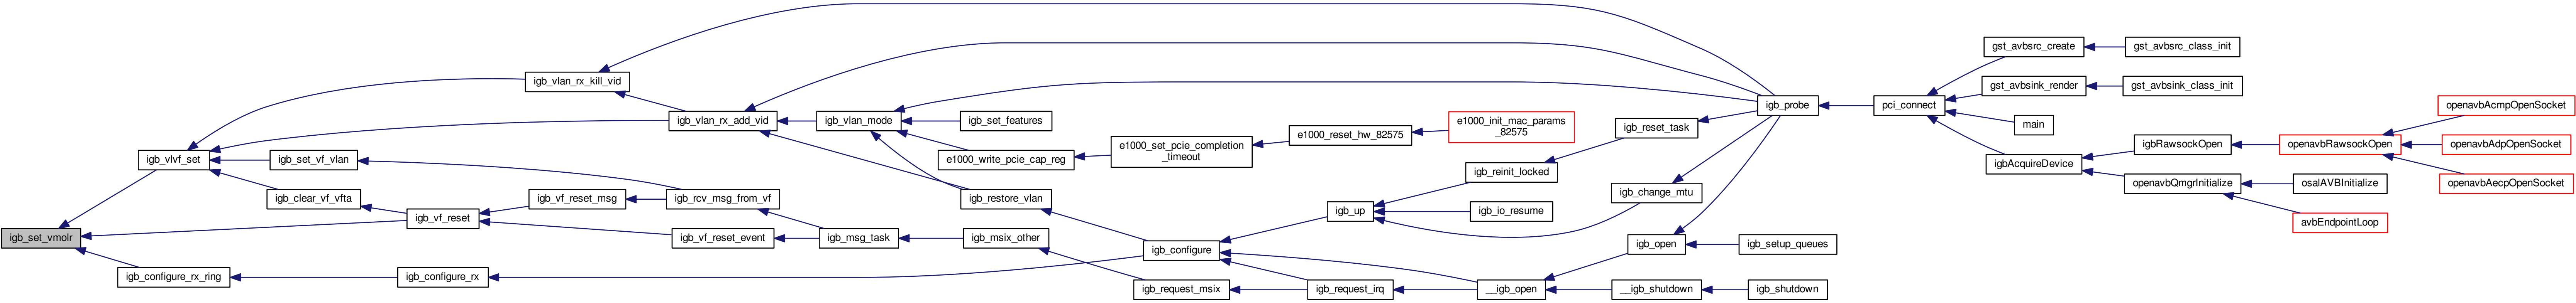 igb_set_vmolr
igb_vlvf_set
igb_configure_rx_ring
igb_vlan_rx_kill_vid
igb_set_vf_vlan
igb_clear_vf_vfta
igb_vf_reset
igb_configure_rx
igb_vlan_rx_add_vid
igb_vf_reset_msg
igb_rcv_msg_from_vf
igb_vf_reset_event
igb_vlan_mode
igb_msg_task
igb_set_features
e1000_write_pcie_cap_reg
igb_restore_vlan
igb_msix_other
e1000_set_pcie_completion
_timeout
igb_configure
igb_request_msix
e1000_reset_hw_82575
igb_up
igb_request_irq
e1000_init_mac_params
_82575
igb_reinit_locked
igb_io_resume
__igb_open
igb_reset_task
igb_change_mtu
igb_open
__igb_shutdown
igb_probe
igb_setup_queues
igb_shutdown
pci_connect
gst_avbsrc_create
gst_avbsink_render
main
igbAcquireDevice
gst_avbsrc_class_init
gst_avbsink_class_init
igbRawsockOpen
openavbQmgrInitialize
openavbRawsockOpen
osalAVBInitialize
avbEndpointLoop
openavbAcmpOpenSocket
openavbAdpOpenSocket
openavbAecpOpenSocket